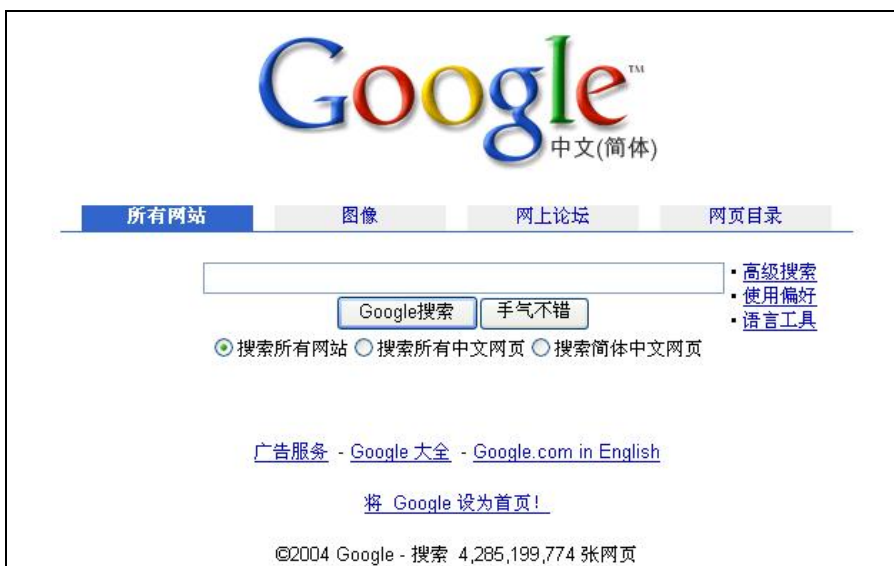 Google™
中文(简体)
所有网站 图像 网上论坛 网页目录
高级搜索
Google搜索 手气不错 使用偏好
语言工具
搜索所有网站 搜索所有中文网页 搜索简体中文网页
广告服务 - Google 大全 - Google.com in English
将 Google 设为首页！
©2004 Google - 搜索 4,285,199,774 张网页